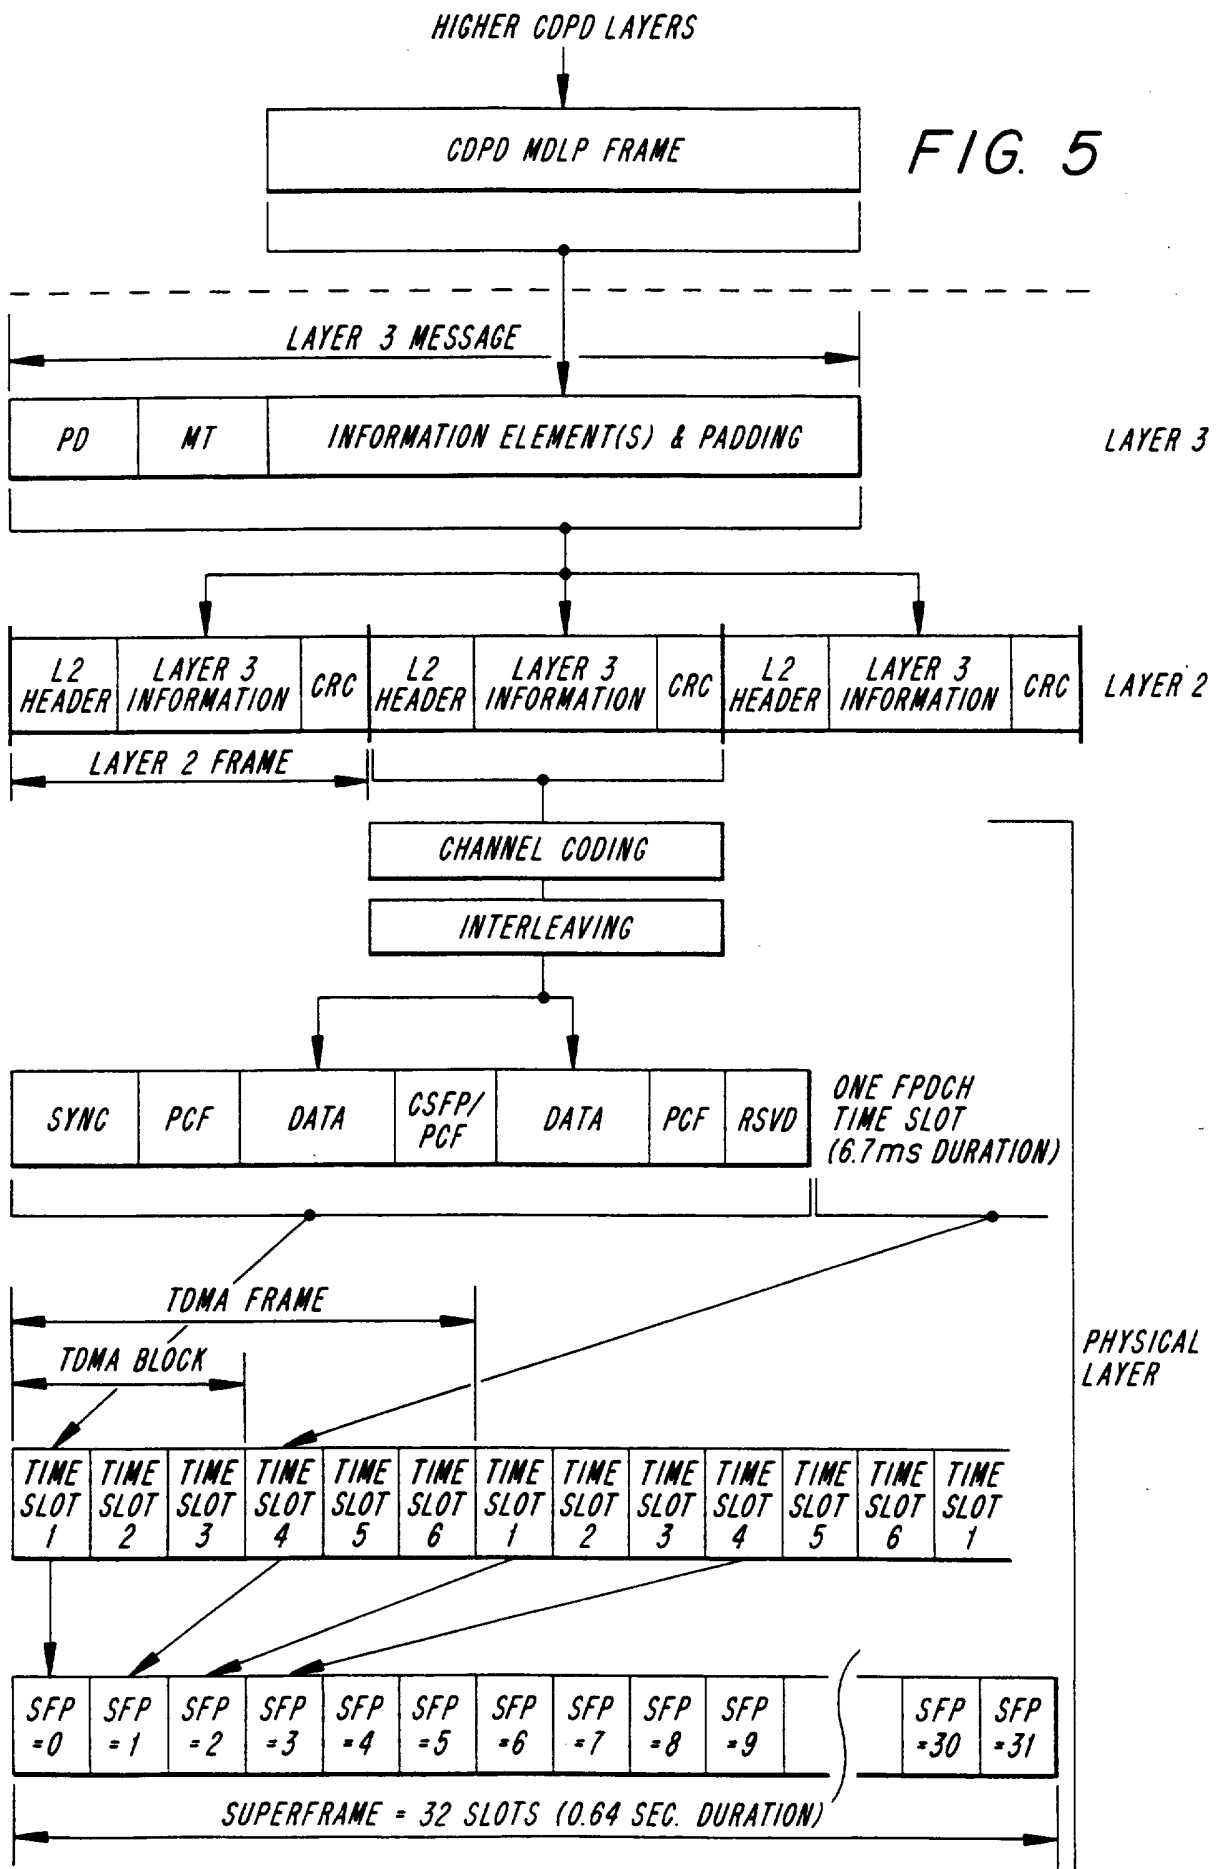 HIGHER CDPD LAYERS
CDPD MDLP FRAME
FIG. 5
LAYER 3 MESSAGE
PD
MT
INFORMATION ELEMENT(S) & PADDING
LAYER 3
L2 HEADER
LAYER 3 INFORMATION
CRC
L2 HEADER
LAYER 3 INFORMATION
CRC
L2 HEADER
LAYER 3 INFORMATION
CRC
LAYER 2
LAYER 2 FRAME
CHANNEL CODING
INTERLEAVING
SYNC
PCF
DATA
CSFP/
PCF
DATA
PCF
RSVD
ONE FPDCH
TIME SLOT
(6.7ms DURATION)
TDMA FRAME
TDMA BLOCK
PHYSICAL
LAYER
TIME SLOT 1
TIME SLOT 2
TIME SLOT 3
TIME SLOT 4
TIME SLOT 5
TIME SLOT 6
TIME SLOT 1
TIME SLOT 2
TIME SLOT 3
TIME SLOT 4
TIME SLOT 5
TIME SLOT 6
TIME SLOT 1
SFP =0
SFP =1
SFP =2
SFP =3
SFP =4
SFP =5
SFP =6
SFP =7
SFP =8
SFP =9
SFP =30
SFP =31
SUPERFRAME = 32 SLOTS (0.64 SEC. DURATION)